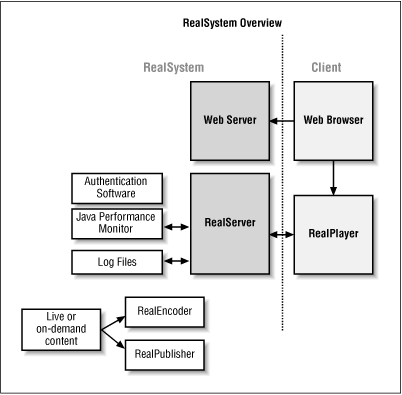 RealSystem Overview
RealSystem
Client
Web Server
Web Browser
Authentication
Software
Java Performance
Monitor
RealServer
RealPlayer
Log Files
Live or
on-demand
content
RealEncoder
RealPublisher